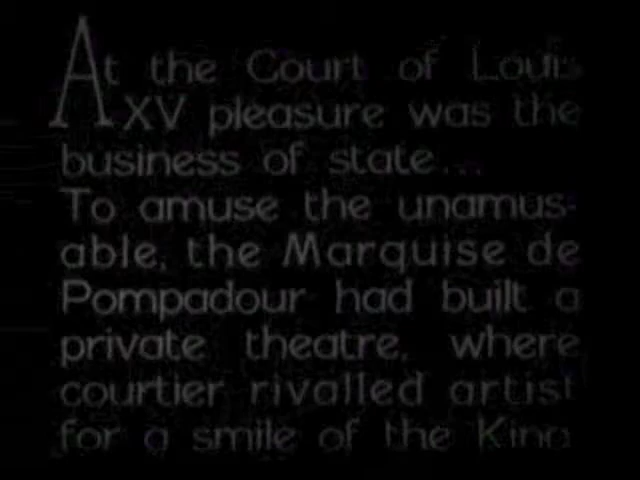 At the Court of Louis
XV pleasure was the
business of state...
To amuse the unamus-
able, the Marquise de
Pompadour had built a
private theatre, where
courtier rivalled artist
for a smile of the King